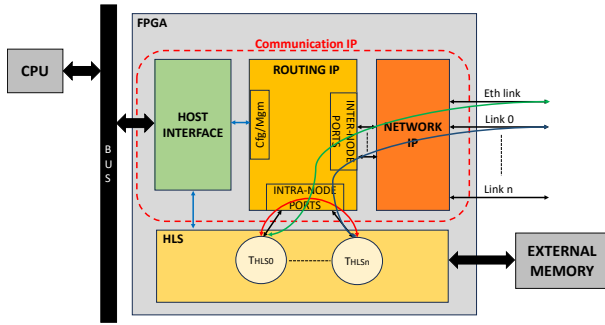 FPGA
Communication IP
CPU
ROUTING IP
HOST
INTERFACE
Cfg/Mgm
INTER-NODE
PORTS
NETWORK
IP
Eth link
Link 0
Link n
BUS
INTRA-NODE
PORTS
HLS
THLS0
THLSn
EXTERNAL
MEMORY